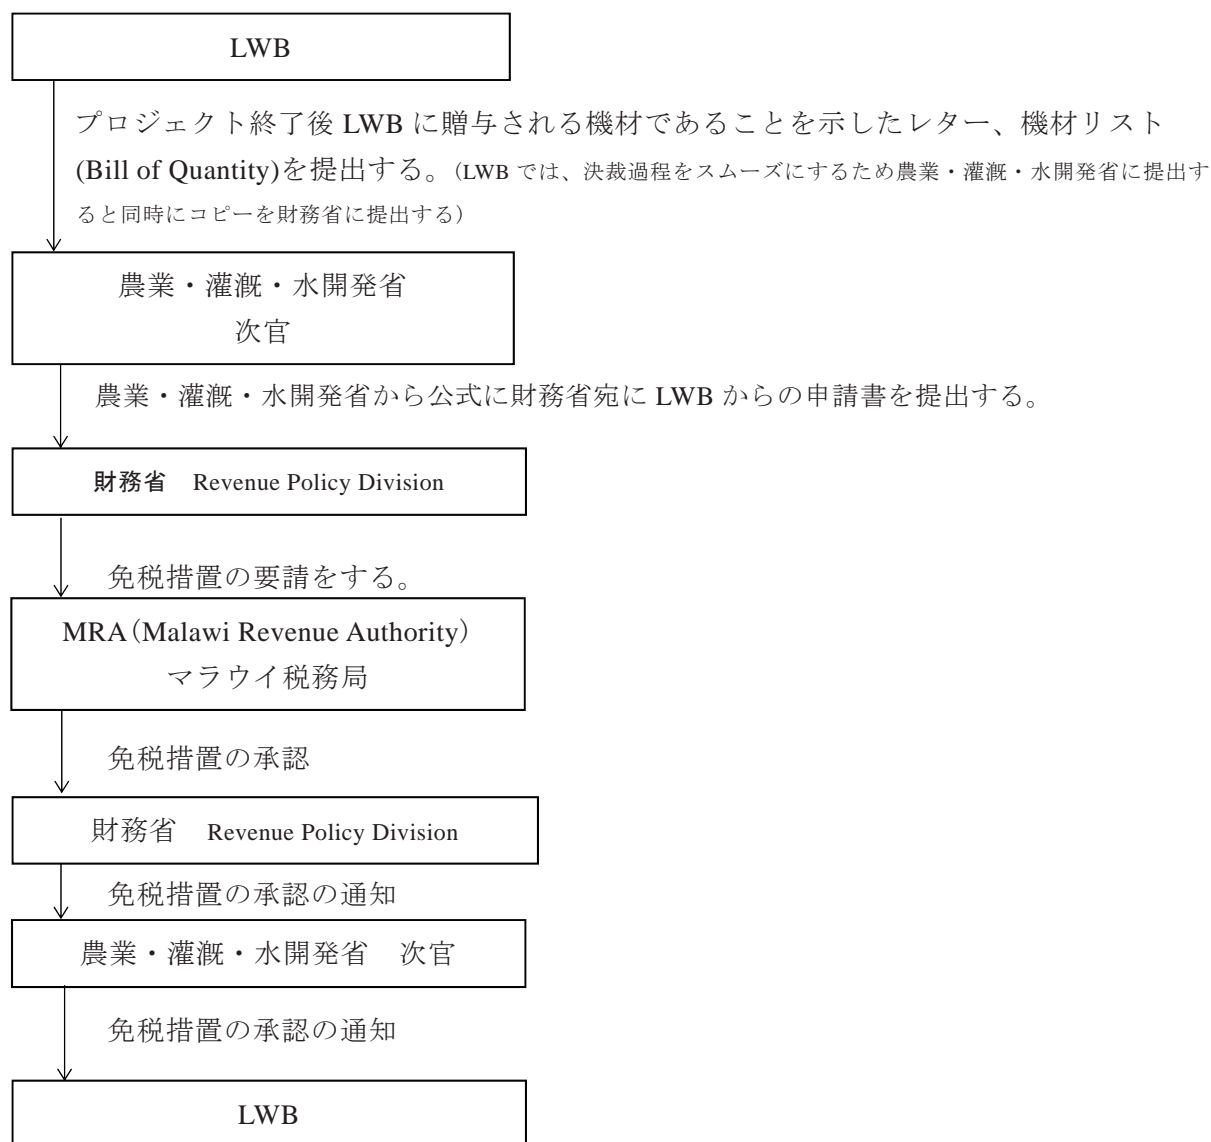 LWB
プロジェクト終了後 LWB に贈与される機材であることを示したレター、機材リスト
(Bill of Quantity)を提出する。（LWB では、決裁過程をスムーズにするため農業・灌漑・水開発省に提出す
ると同時にコピーを財務省に提出する）
農業・灌漑・水開発省
次官
農業・灌漑・水開発省から公式に財務省宛に LWB からの申請書を提出する。
財務省　Revenue Policy Division
免税措置の要請をする。
MRA（Malawi Revenue Authority）
マラウイ税務局
免税措置の承認
財務省　Revenue Policy Division
免税措置の承認の通知
農業・灌漑・水開発省　次官
免税措置の承認の通知
LWB